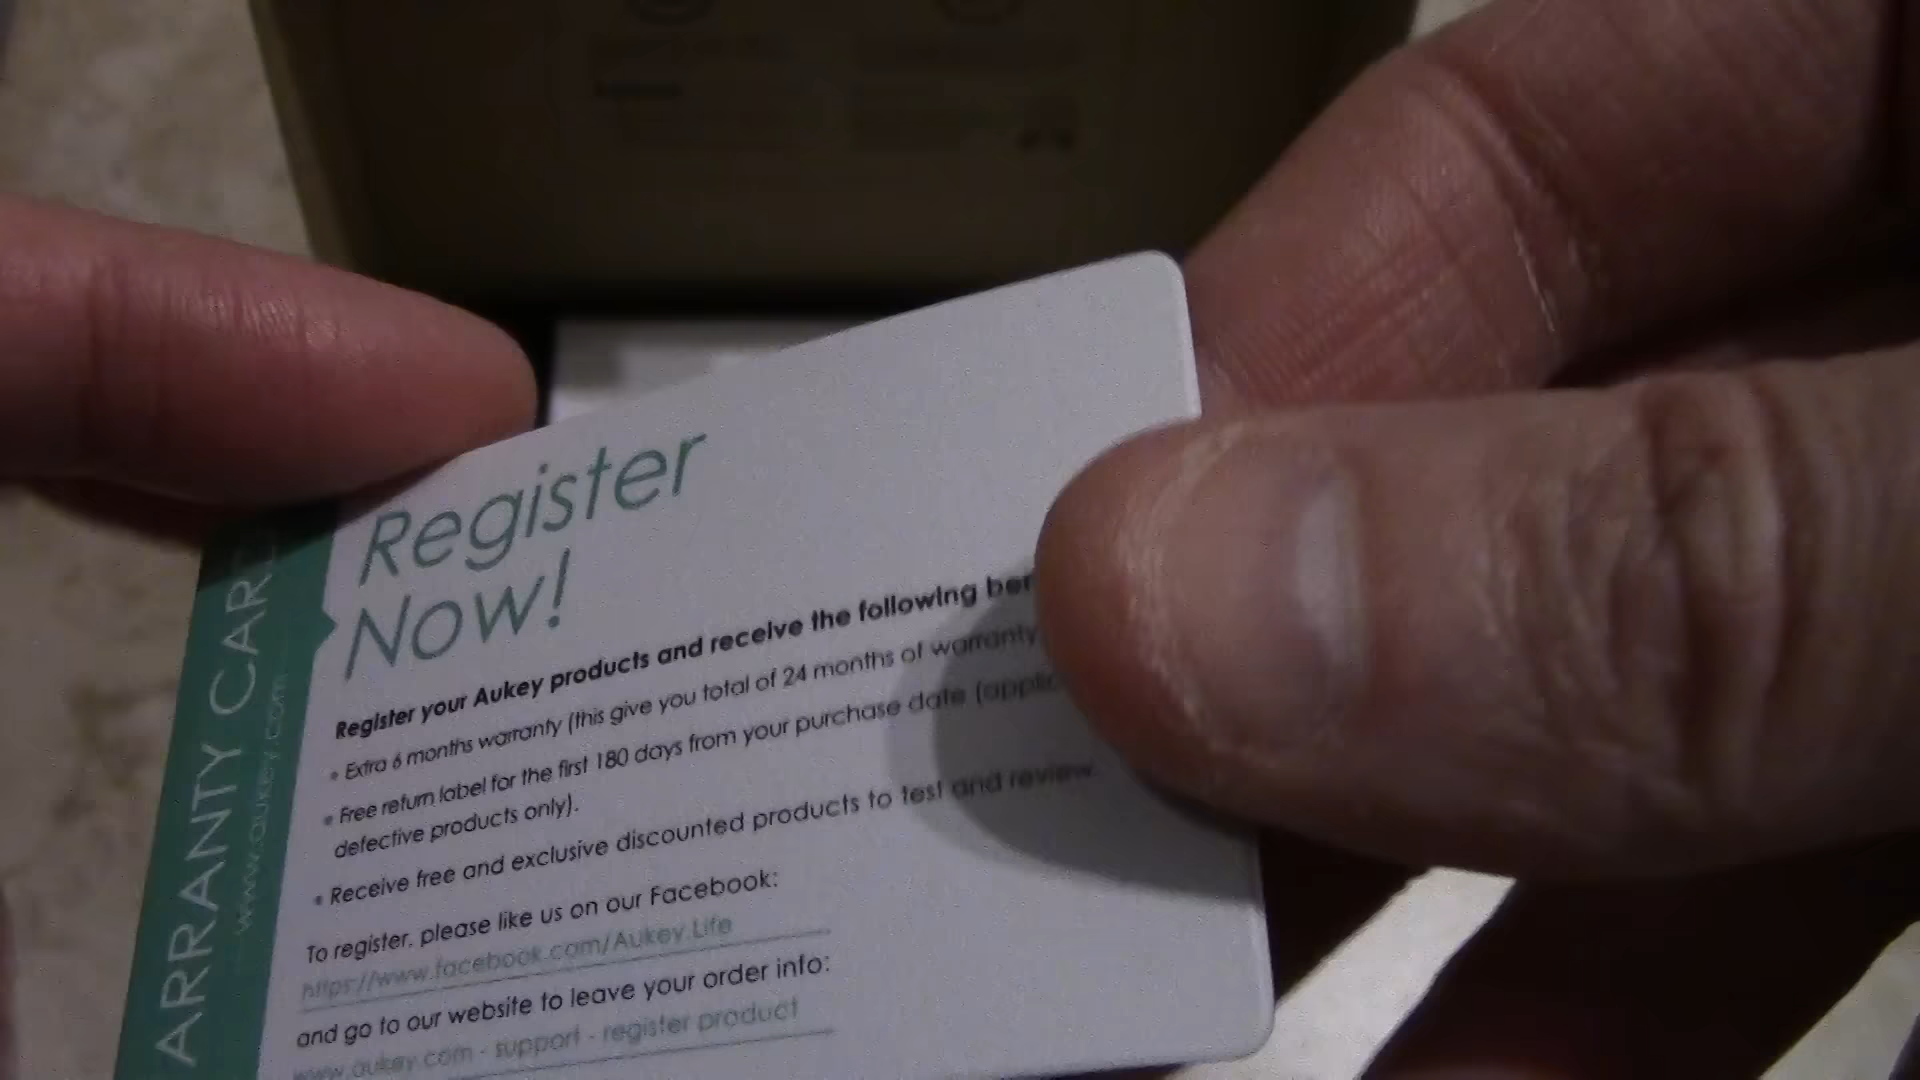 ARRANTY CAR
www.aukey.com
Register
Now!
Register your Aukey products and receive the following ber
• Extra 6 months warranty (this give you total of 24 months of warranty
• Free return label for the first 180 days from your purchase date (applic
defective products only).
• Receive free and exclusive discounted products to test and review.
To register, please like us on our Facebook:
https://www.facebook.com/Aukey.Life
and go to our website to leave your order info:
www.aukey.com - support - register product